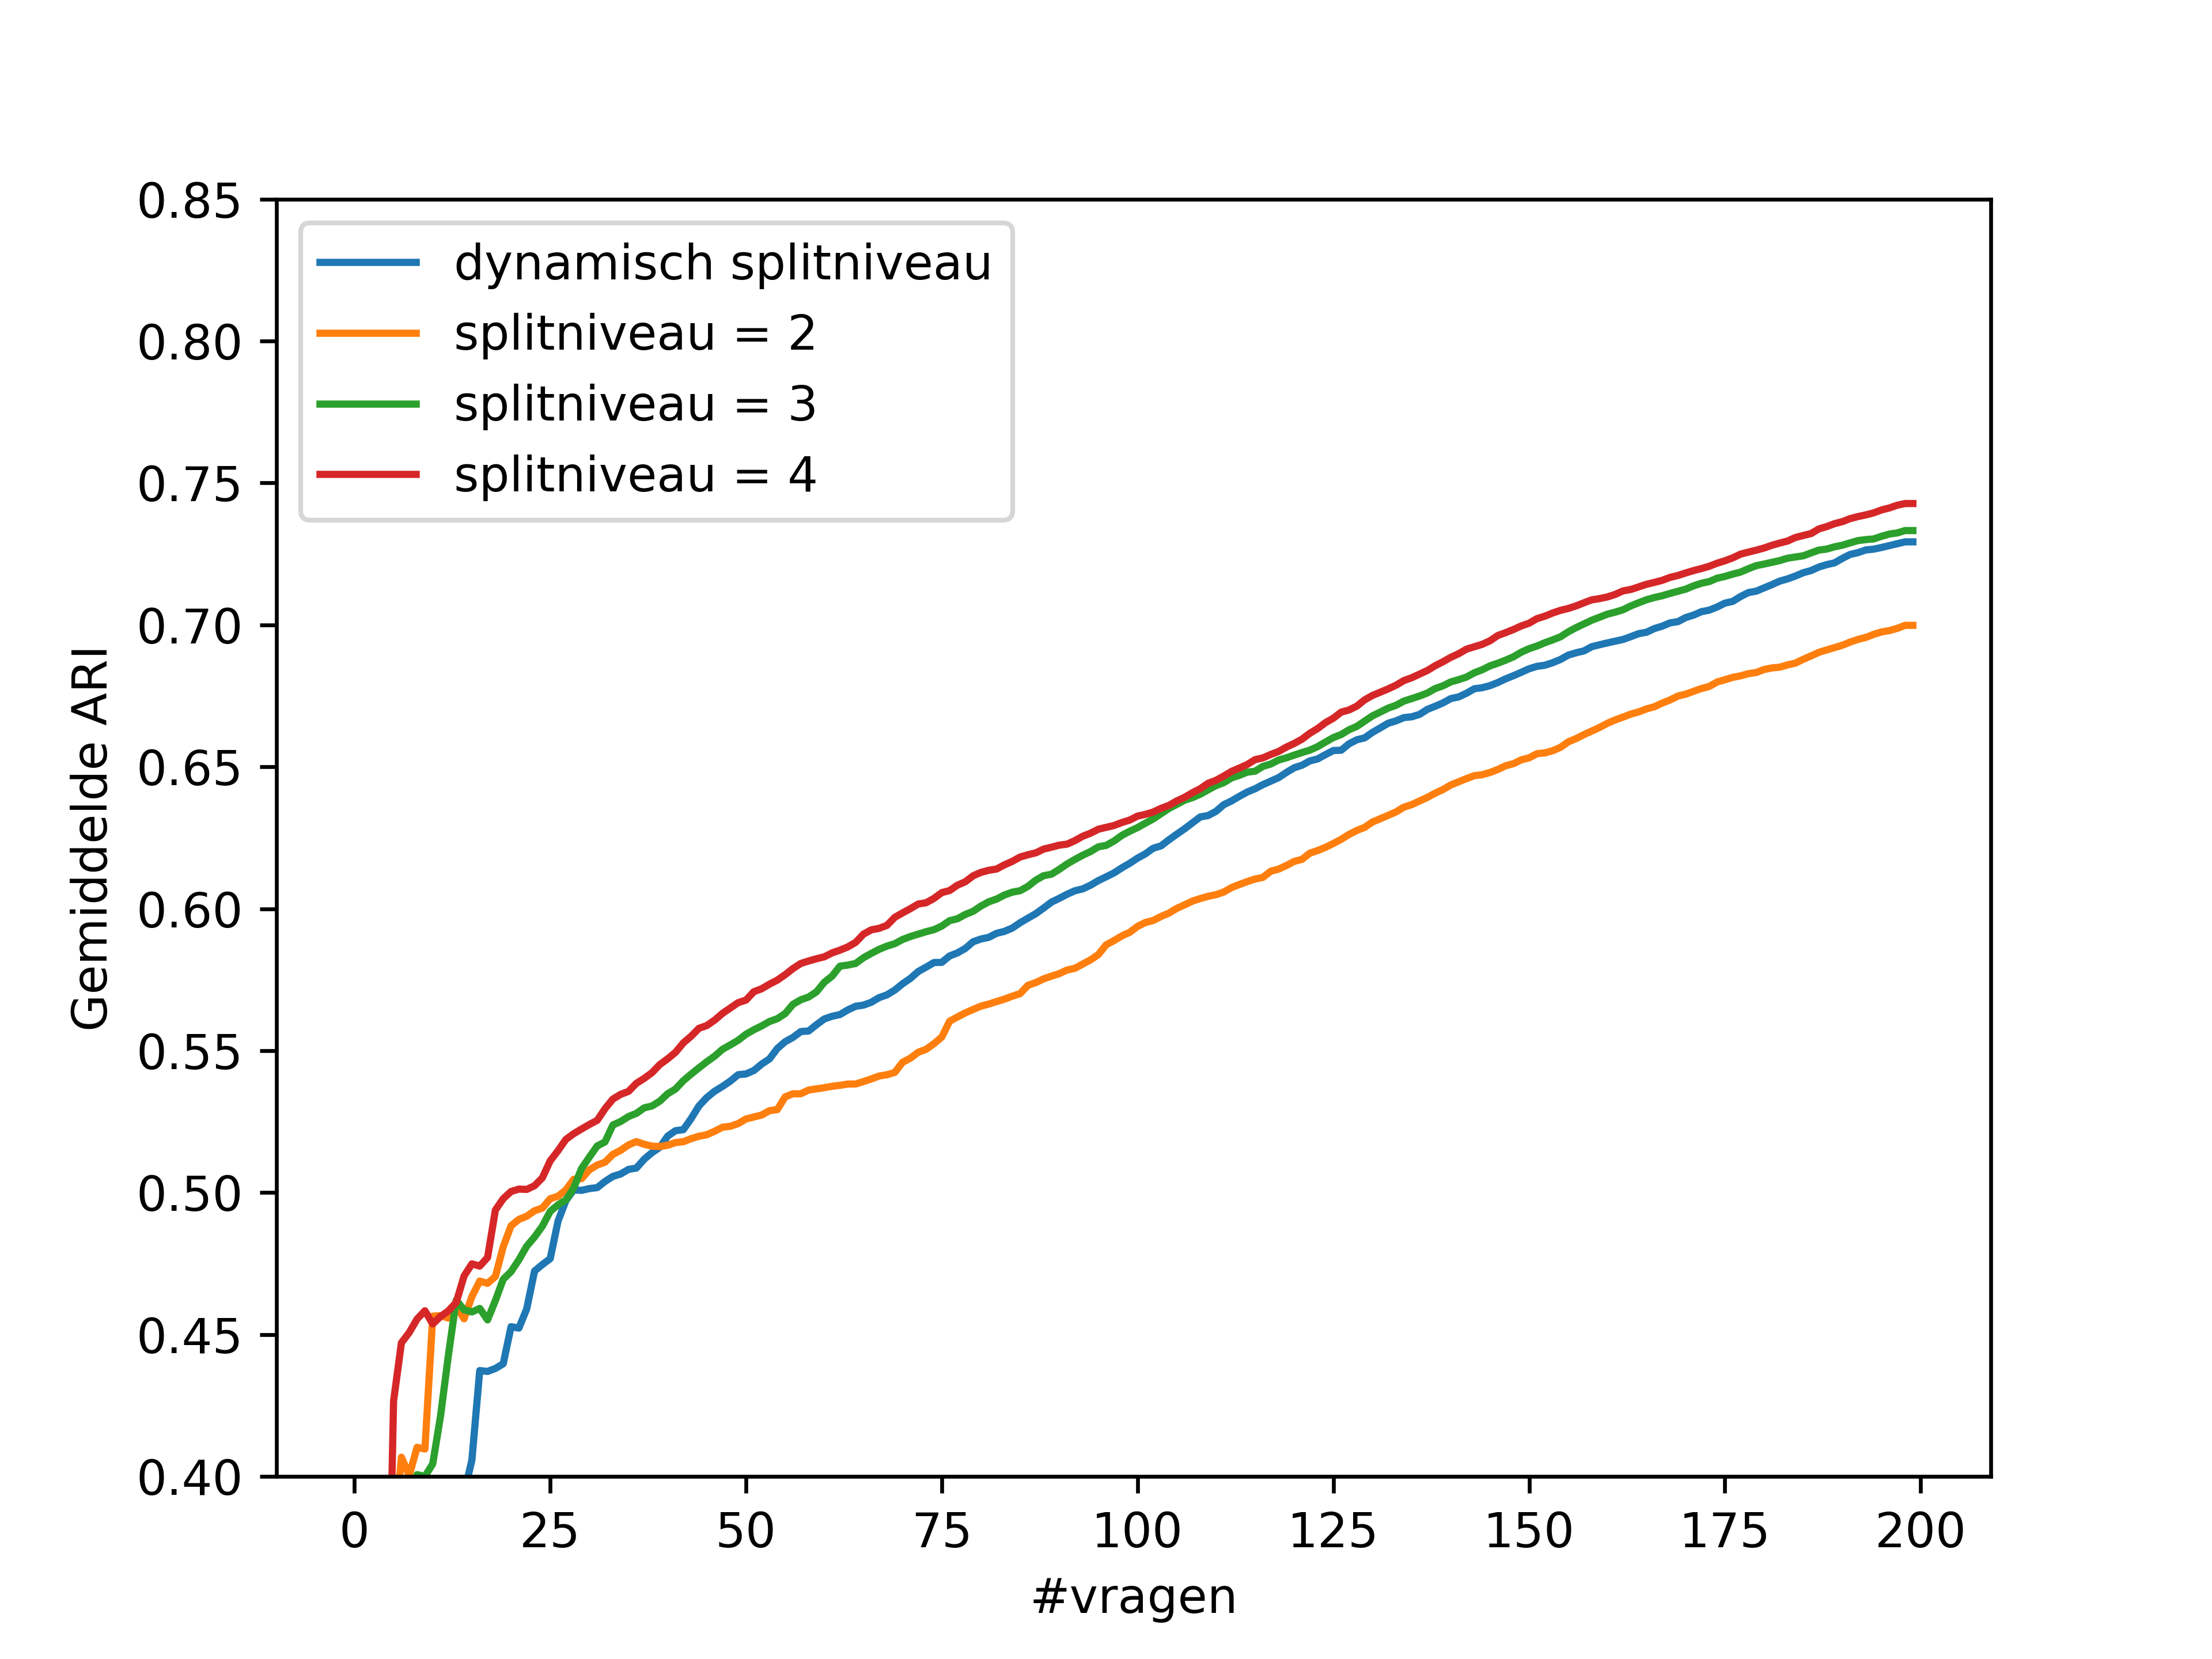 0.85
0.80
0.75
0.70
0.65
0.60
0.55
0.50
0.45
0.40
Gemiddelde ARI
dynamisch splitniveau
splitniveau = 2
splitniveau = 3
splitniveau = 4
0 25 50 75 100 125 150 175 200
#vragen